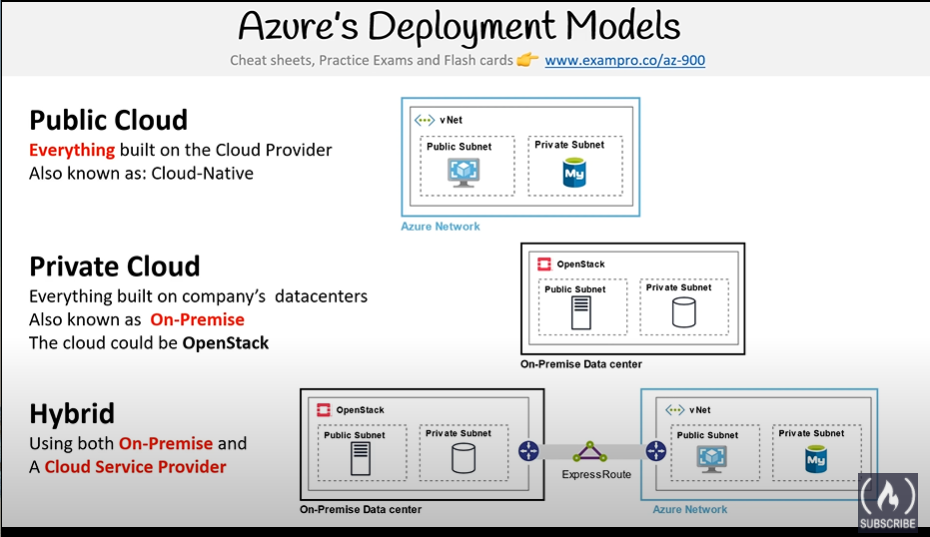 Azure's Deployment Models
Cheat sheets, Practice Exams and Flash cards 👉 www.exampro.co/az-900
Public Cloud
Everything built on the Cloud Provider
Also known as: Cloud-Native
vNet
Public Subnet
Private Subnet
My
Azure Network
Private Cloud
Everything built on company's datacenters
Also known as On-Premise
The cloud could be OpenStack
OpenStack
Public Subnet
Private Subnet
On-Premise Data center
Hybrid
Using both On-Premise and
A Cloud Service Provider
OpenStack
Public Subnet
Private Subnet
On-Premise Data center
ExpressRoute
vNet
Public Subnet
Private Subnet
My
Azure Network
SUBSCRIBE